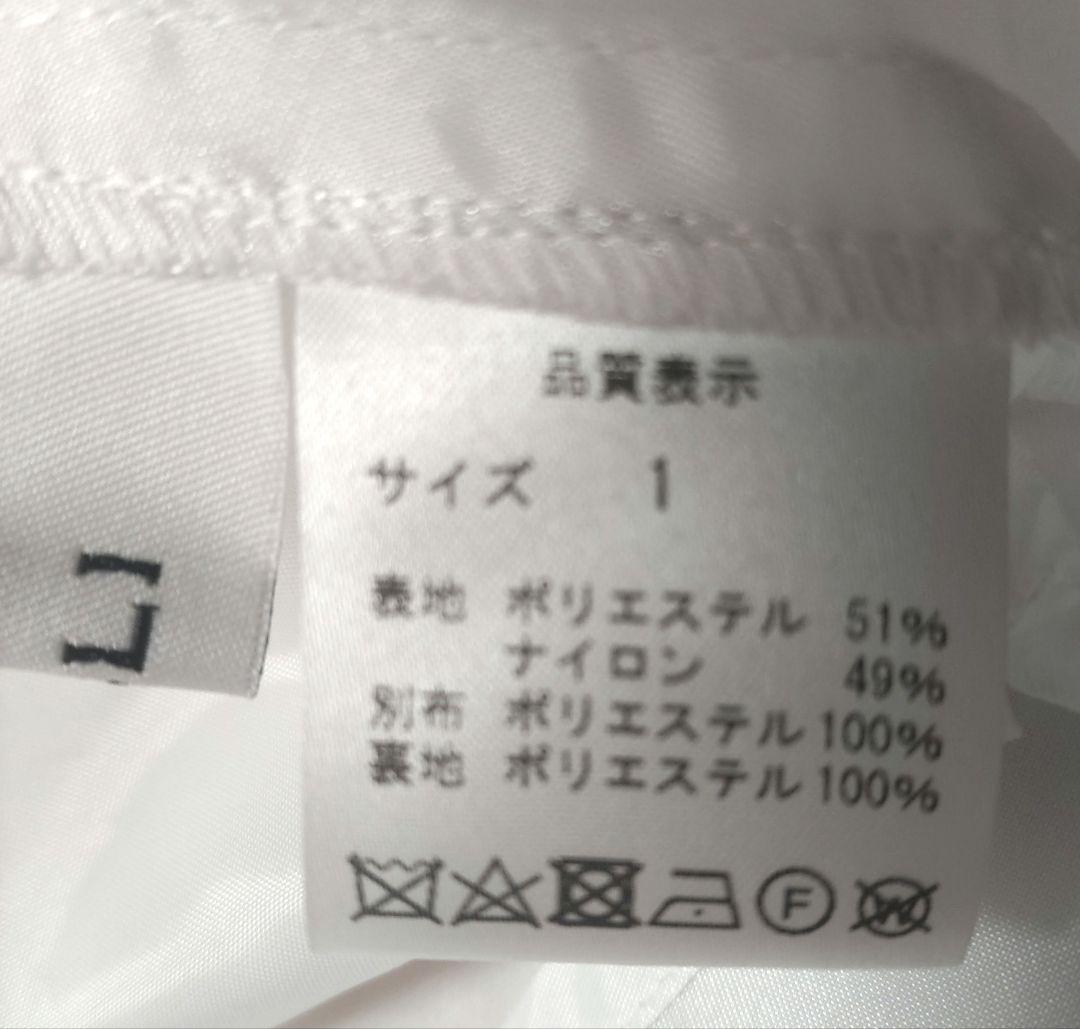 品質表示
サイズ 1
表地 ポリエステル 51%
ナイロン 49%
別布 ポリエステル 100%
裏地 ポリエステル 100%
F
W